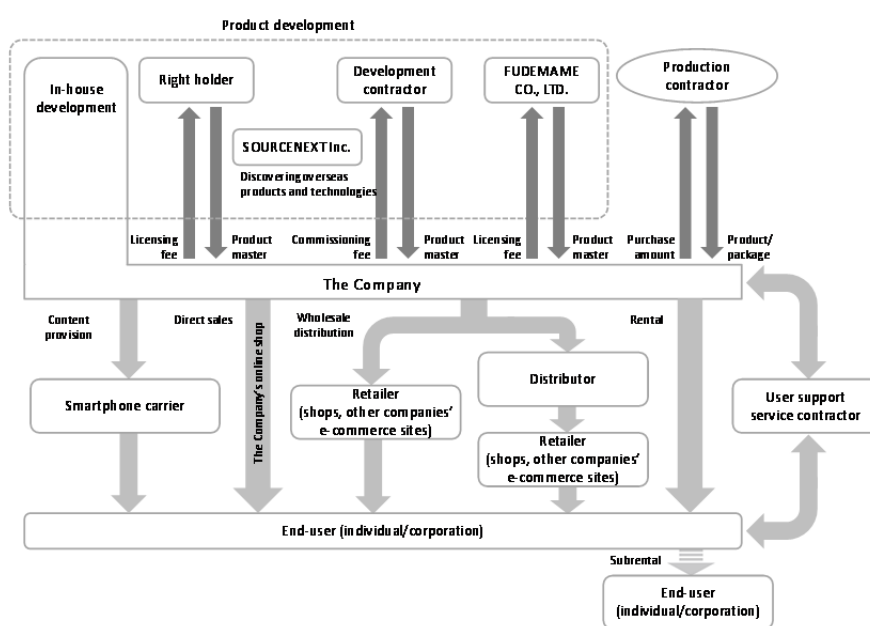 Product development
In-house
development
Right holder
Development
contractor
FUDEMAME
CO., LTD.
Production
contractor
SOURCENEXT Inc.
Discovering overseas
products and technologies
Licensing
fee
Product
master
Commissioning
fee
Product
master
Licensing
fee
Product
master
Purchase
amount
Product/
package
The Company
Content
provision
Direct sales
The Company's online shop
Wholesale
distribution
Rental
Smartphone carrier
Retailer
(shops, other companies'
e-commerce sites)
Distributor
Retailer
(shops, other companies'
e-commerce sites)
User support
service contractor
End-user (individual/corporation)
Subrental
End-user
(individual/corporation)